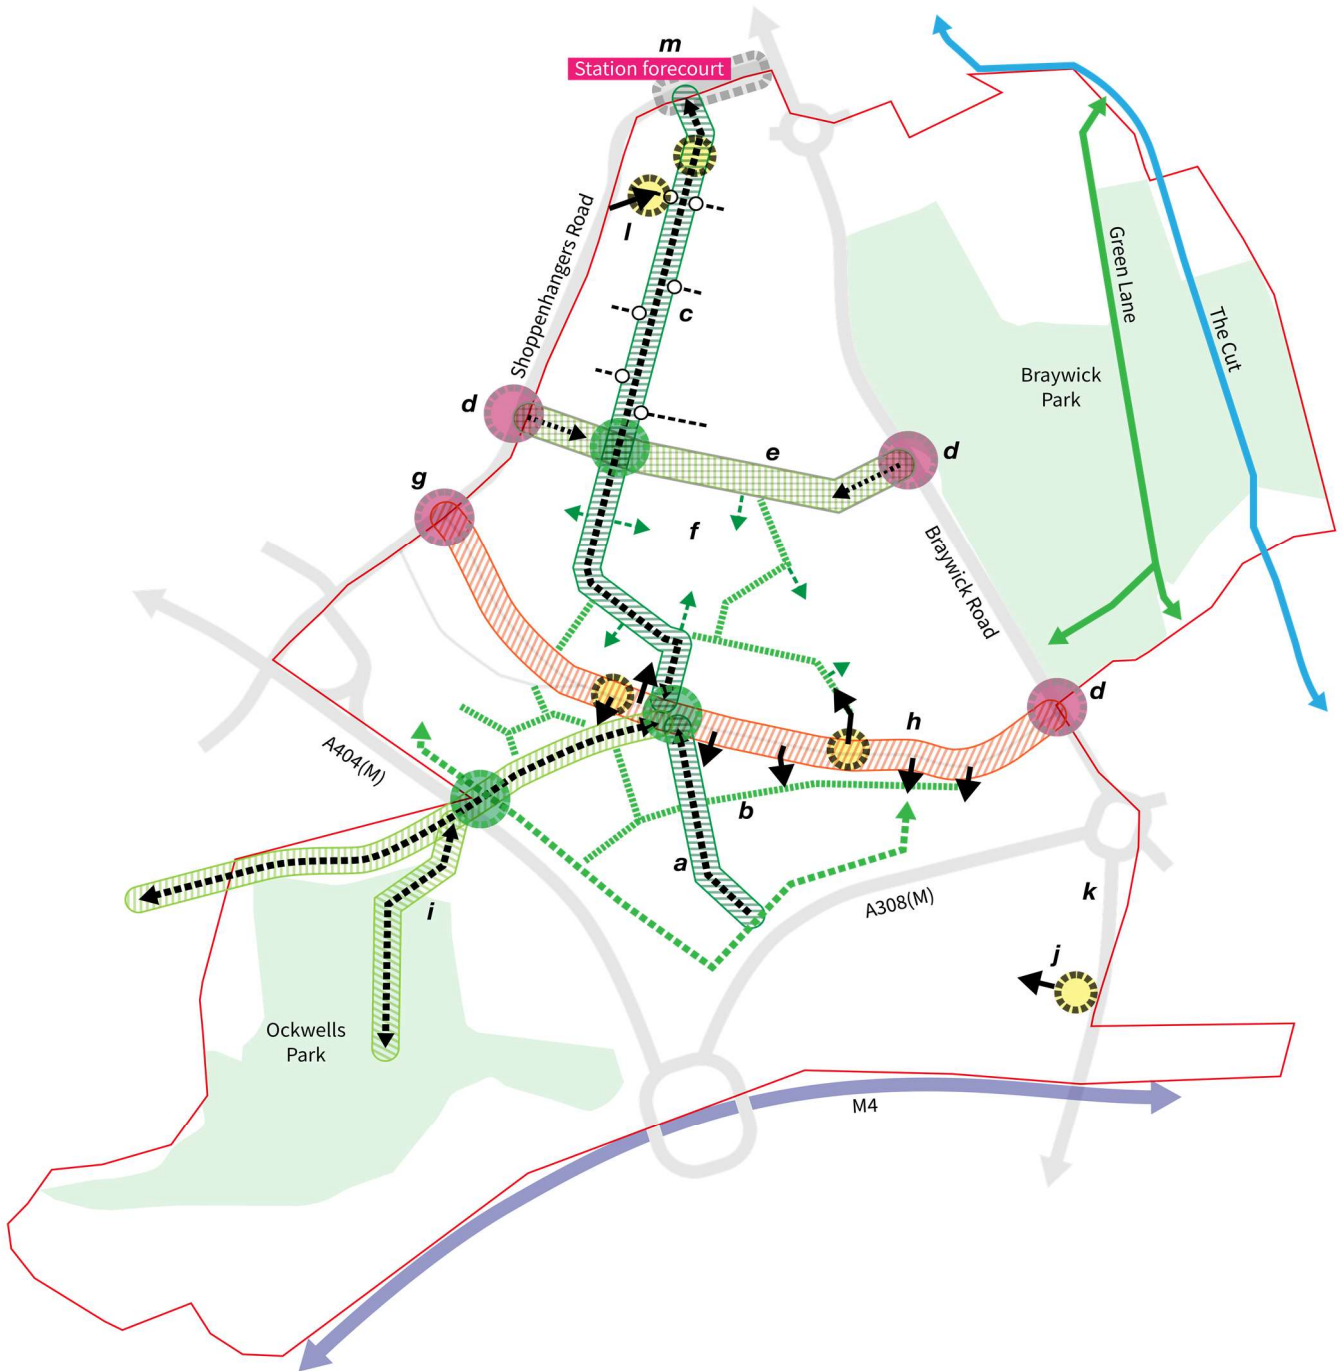 m
Station forecourt
l
Shoppenhangers Road
c
Green Lane
The Cut
Braywick
Park
d
e
d
g
f
Braywick Road
d
h
A404(M)
b
a
i
A308(M)
k
j
Ockwells
Park
M4